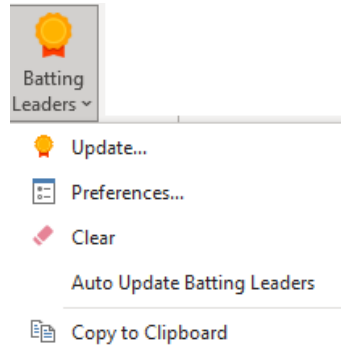 Batting
Leaders
Update...
Preferences...
Clear
Auto Update Batting Leaders
Copy to Clipboard